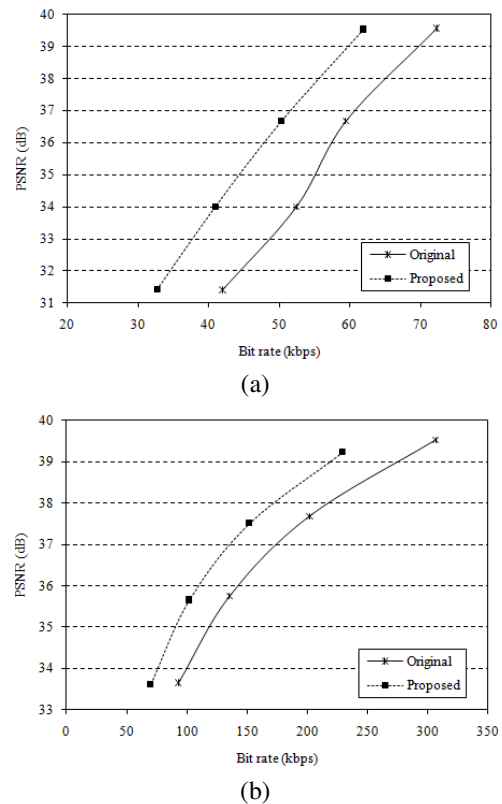 40
39
38
37
36
35
34
33
32
31
PSNR (dB)
Original
Proposed
20 30 40 50 60 70 80
Bit rate (kbps)
(a)
40
39
38
37
36
35
34
33
PSNR (dB)
Original
Proposed
0 50 100 150 200 250 300 350
Bit rate (kbps)
(b)